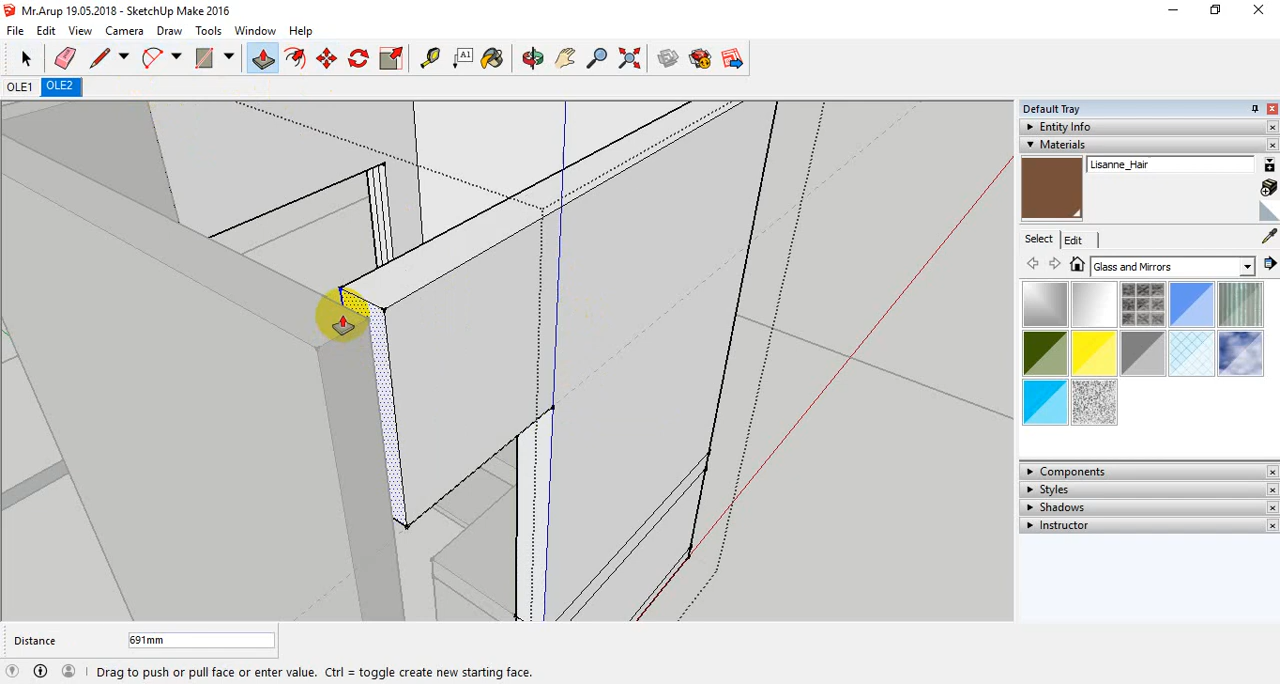 Mr.Arup 19.05.2018 - SketchUp Make 2016
File Edit View Camera Draw Tools Window Help
A1
OLE1 OLE2
Default Tray
Entity Info
Materials
Lisanne_Hair
Select Edit
Glass and Mirrors
Components
Styles
Shadows
Instructor
Distance 691mm
Drag to push or pull face or enter value. Ctrl = toggle create new starting face.